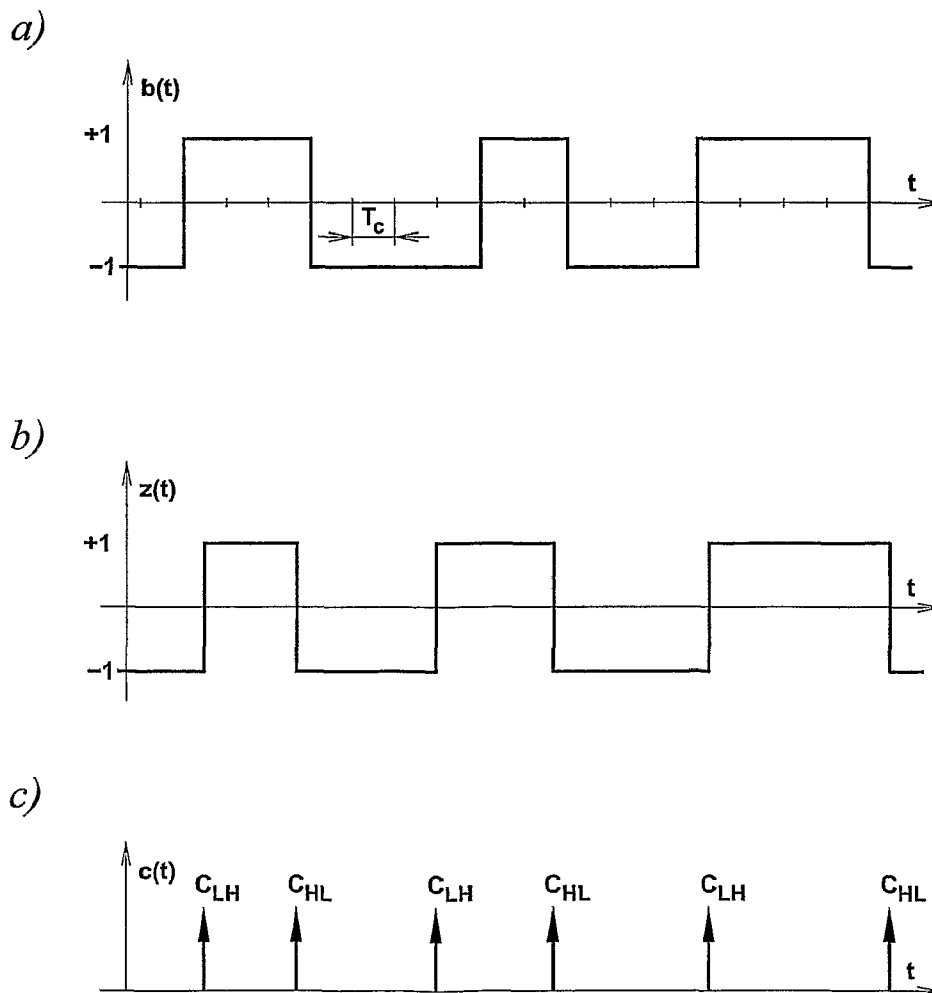 a)
b(t)
+1
t
T_c
−1
b)
z(t)
+1
t
−1
c)
c(t)
C_LH C_HL C_LH C_HL C_LH C_HL
t